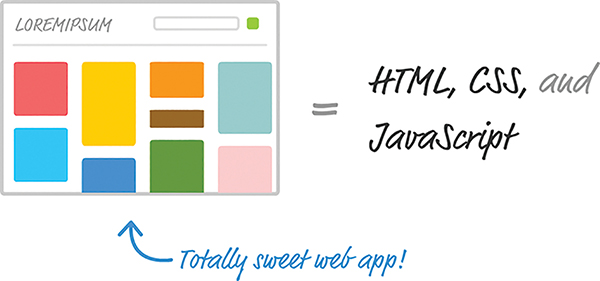 LOREMIPSUM
=
HTML, CSS, and
JavaScript
Totally sweet web app!